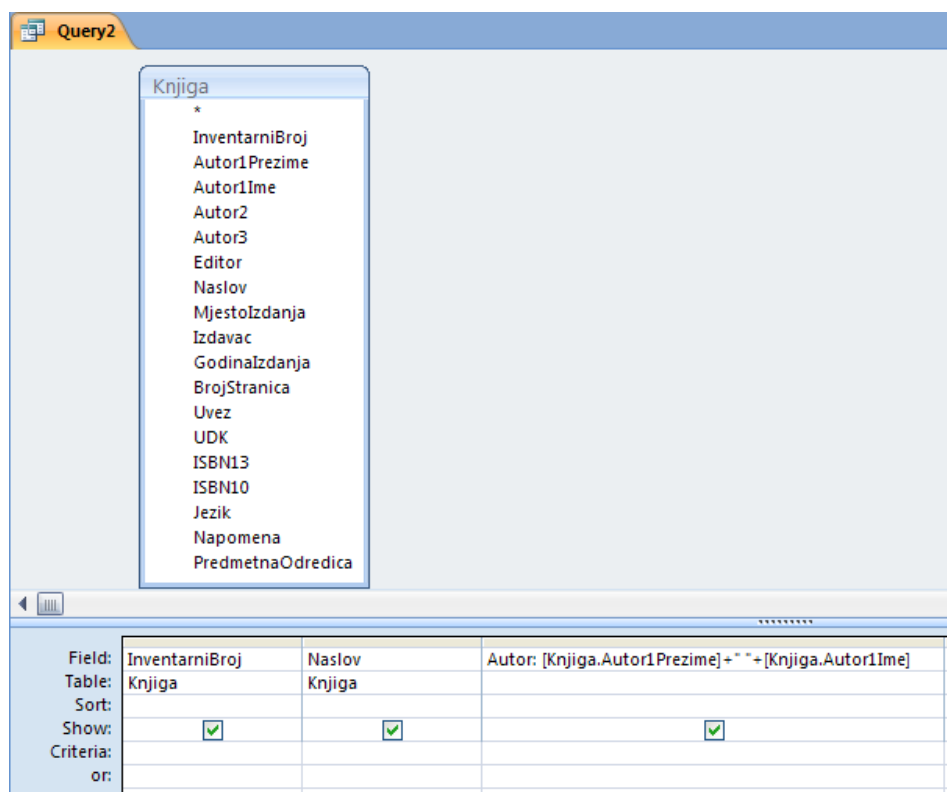 Query2
Knjiga
*
InventarniBroj
Autor1Prezime
Autor1Ime
Autor2
Autor3
Editor
Naslov
MjestoIzdanja
Izdavac
GodinaIzdanja
BrojStranica
Uvez
UDK
ISBN13
ISBN10
Jezik
Napomena
PredmetnaOdredica
Field: InventarniBroj Naslov Autor: [Knjiga.Autor1Prezime]+" "+[Knjiga.Autor1Ime]
Table: Knjiga Knjiga
Sort:
Show:
Criteria:
or: